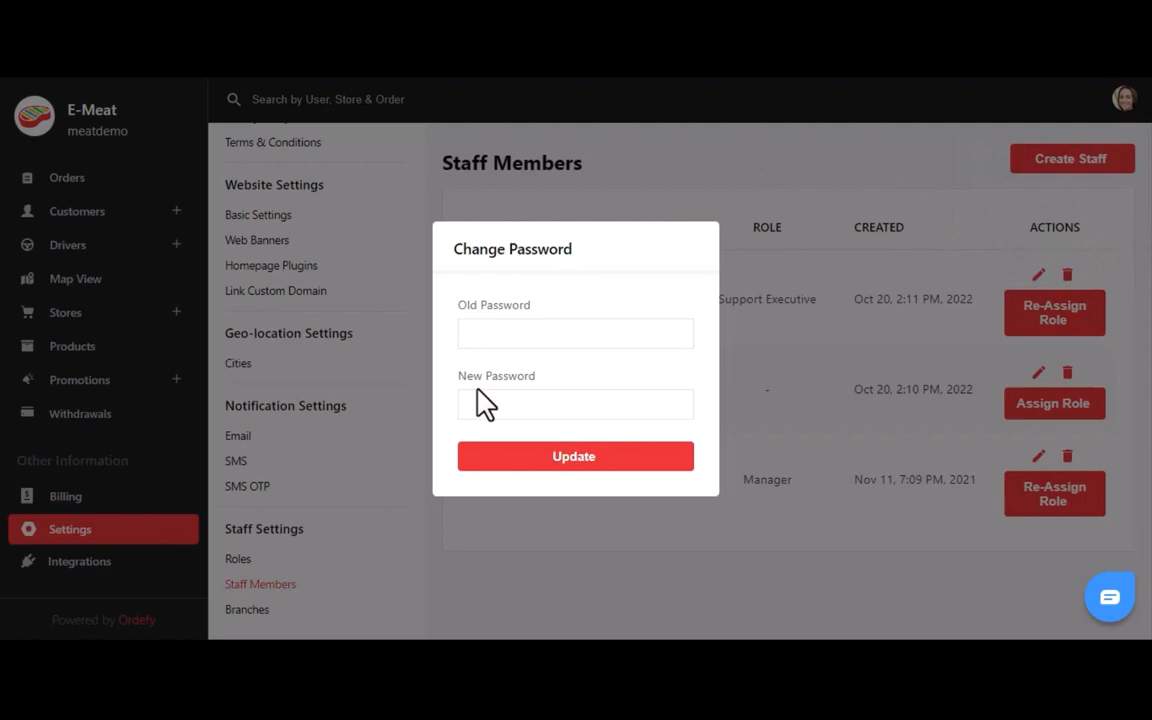 E-Meat
meatdemo
Search by User, Store & Order
Orders
Customers +
Drivers +
Map View
Stores +
Products
Promotions +
Withdrawals
Other Information
Billing
Settings
Integrations
Powered by Ordefy
Terms & Conditions
Website Settings
Basic Settings
Web Banners
Homepage Plugins
Link Custom Domain
Geo-location Settings
Cities
Notification Settings
Email
SMS
SMS OTP
Staff Settings
Roles
Staff Members
Branches
Staff Members
Create Staff
ROLE CREATED ACTIONS
Support Executive Oct 20, 2:11 PM, 2022
Re-Assign
Role
- Oct 20, 2:10 PM, 2022
Assign Role
Manager Nov 11, 7:09 PM, 2021
Re-Assign
Role
Change Password
Old Password
New Password
Update